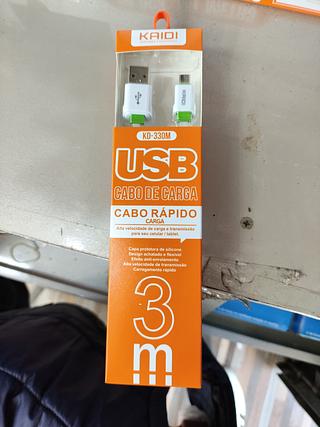 KAIDI
KD-330M
USB
CABO DE CARGA
CABO RÁPIDO
CARGA
Alta velocidade de carga e transmissão
para seu celular / tablet.
Capa protetora de silicone
Design achatado e flexível
Efeito anti-enrolamento
Alta velocidade de transmissão
Carregamento rápido
3
m